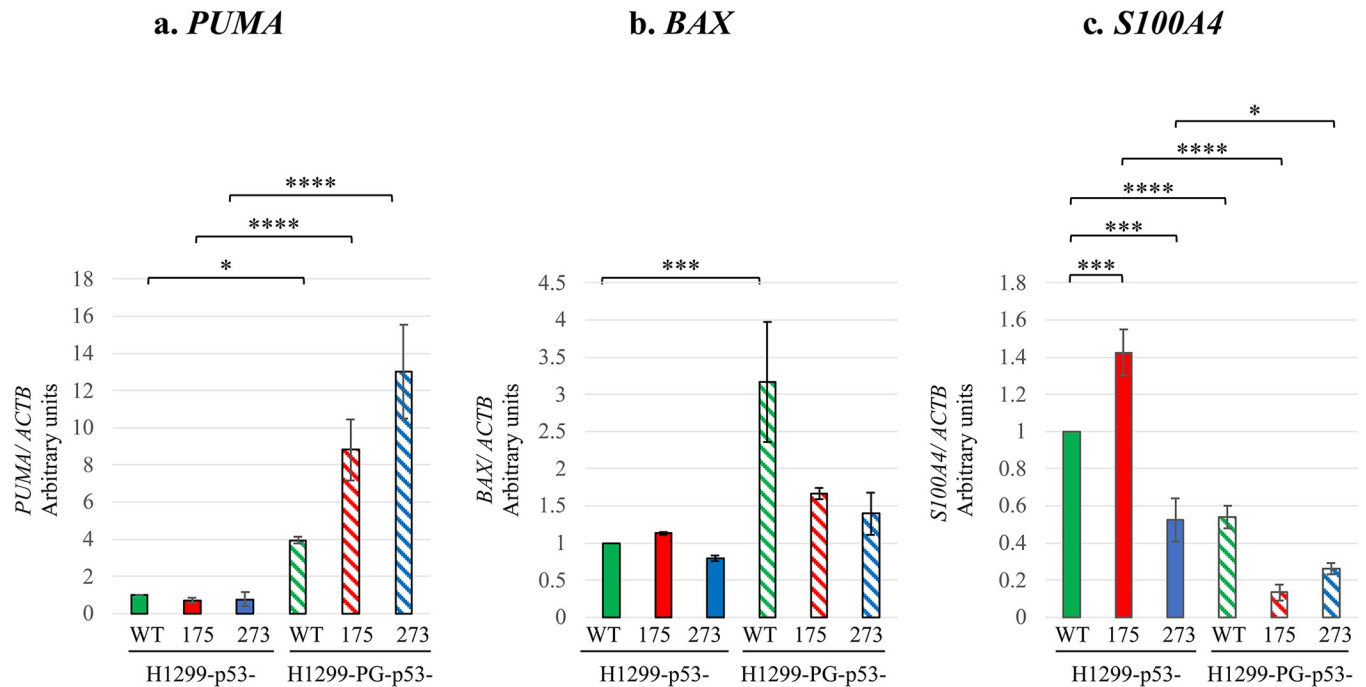 a. PUMA
b. BAX
c. S100A4
****
****
*
18
16
14
12
10
8
6
4
2
0
PUMA/ ACTB
Arbitrary units
WT 175 273 WT 175 273
H1299-p53- H1299-PG-p53-
***
4.5
4
3.5
3
2.5
2
1.5
1
0.5
0
BAX/ ACTB
Arbitrary units
WT 175 273 WT 175 273
H1299-p53- H1299-PG-p53-
*
****
****
***
***
1.8
1.6
1.4
1.2
1
0.8
0.6
0.4
0.2
0
S100A4/ ACTB
Arbitrary units
WT 175 273 WT 175 273
H1299-p53- H1299-PG-p53-